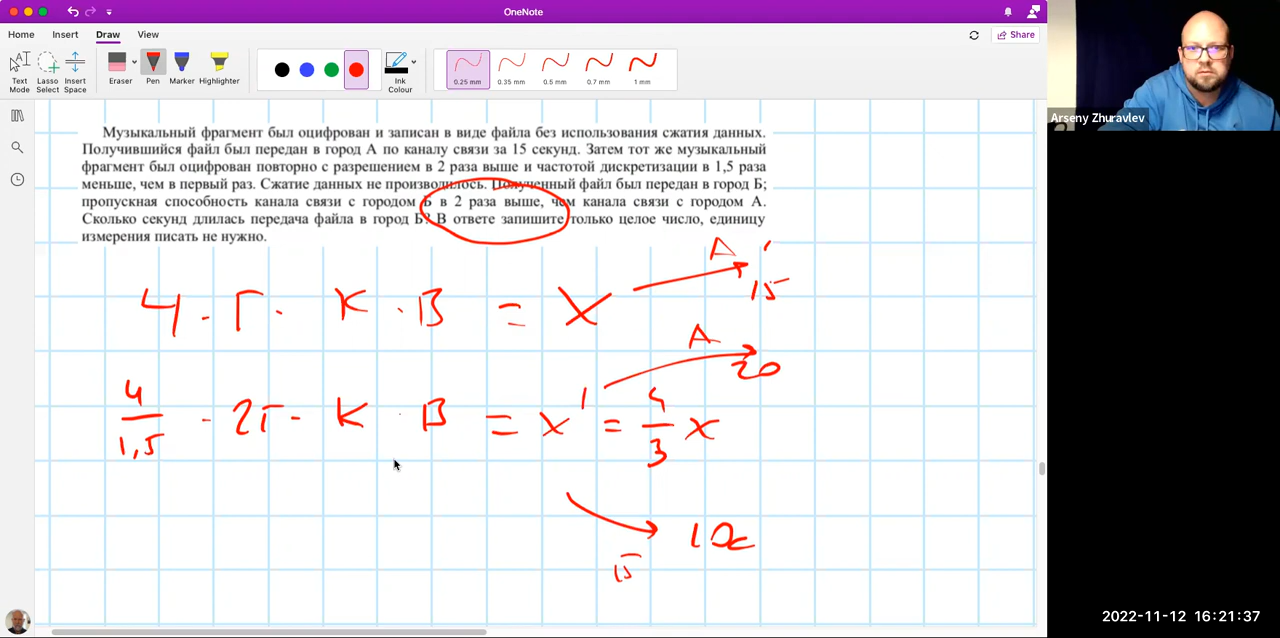 OneNote
Home Insert Draw View
Share
Text Mode
Lasso Select
Insert Space
Eraser
Pen
Marker
Highlighter
Ink Colour
0.25 mm
0.35 mm
0.5 mm
0.7 mm
1 mm
Arseny Zhuravlev
Музыкальный фрагмент был оцифрован и записан в виде файла без использования сжатия данных.
Получившийся файл был передан в город А по каналу связи за 15 секунд. Затем тот же музыкальный
фрагмент был оцифрован повторно с разрешением в 2 раза выше и частотой дискретизации в 1,5 раза
меньше, чем в первый раз. Сжатие данных не производилось. Полученный файл был передан в город Б;
пропускная способность канала связи с городом Б в 2 раза выше, чем канала связи с городом А.
Сколько секунд длилась передача файла в город Б? В ответе запишите только целое число, единицу
измерения писать не нужно.
А
Ч · Г · К · В = X 15
А
20
Ч/1,5 · 2Г · К · В = X' = 4/3 X
10с
Б
2022-11-12 16:21:37